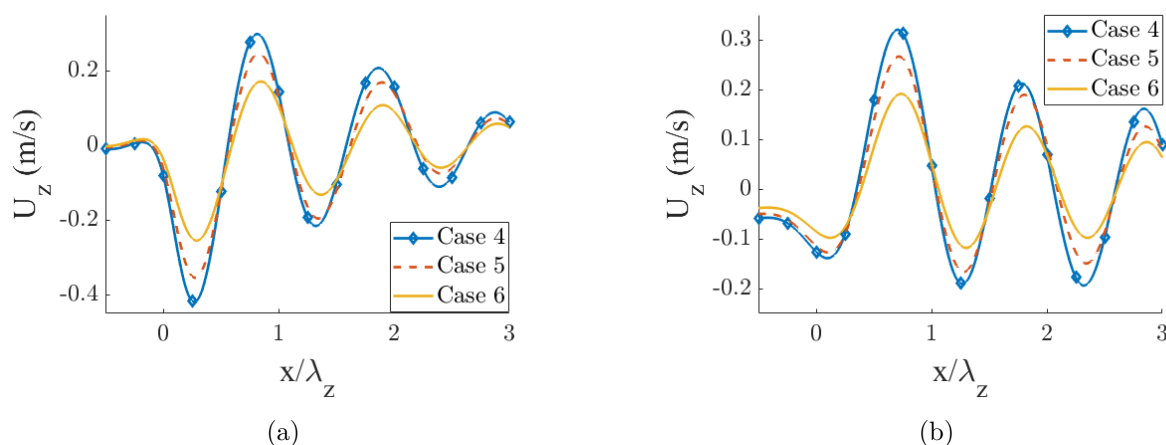 0.2
0
-0.2
-0.4
U_z (m/s)
0 1 2 3
x/λ_z
Case 4
Case 5
Case 6
(a)
0.3
0.2
0.1
0
-0.1
-0.2
U_z (m/s)
0 1 2 3
x/λ_z
Case 4
Case 5
Case 6
(b)